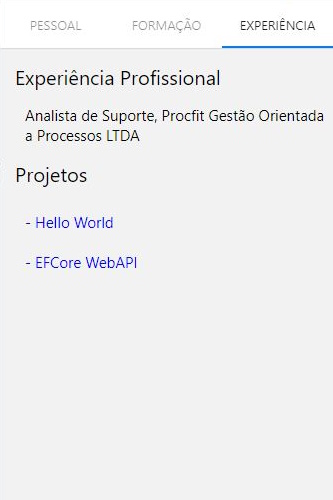 PESSOAL FORMAÇÃO EXPERIÊNCIA
Experiência Profissional
Analista de Suporte, Procfit Gestão Orientada
a Processos LTDA
Projetos
- Hello World
- EFCore WebAPI